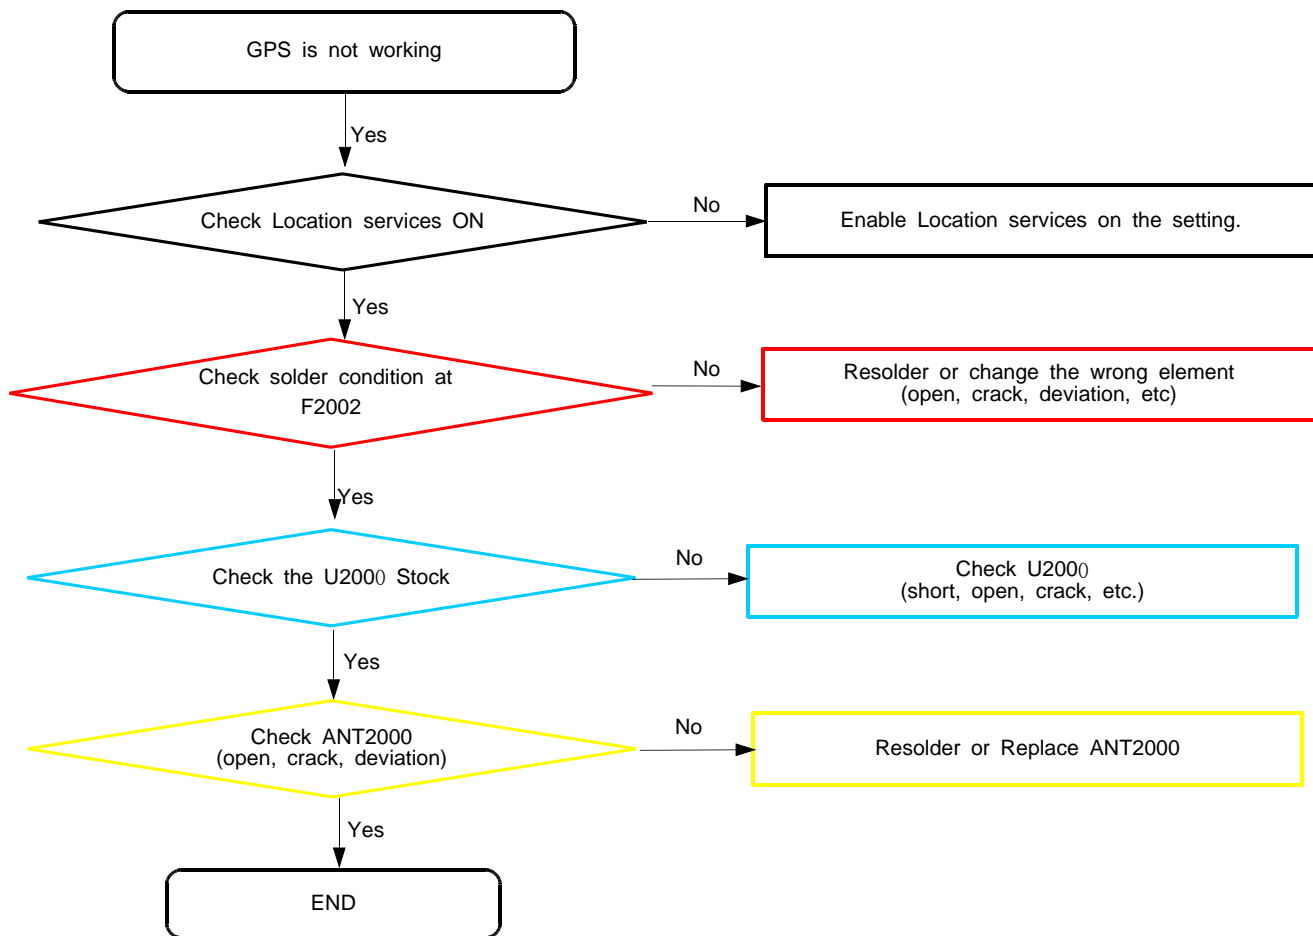 GPS is not working
Yes
Check Location services ON
No
Enable Location services on the setting.
Yes
Check solder condition at
F2002
No
Resolder or change the wrong element
(open, crack, deviation, etc)
Yes
Check the U2000 Stock
No
Check U2000
(short, open, crack, etc.)
Yes
Check ANT2000
(open, crack, deviation)
No
Resolder or Replace ANT2000
Yes
END